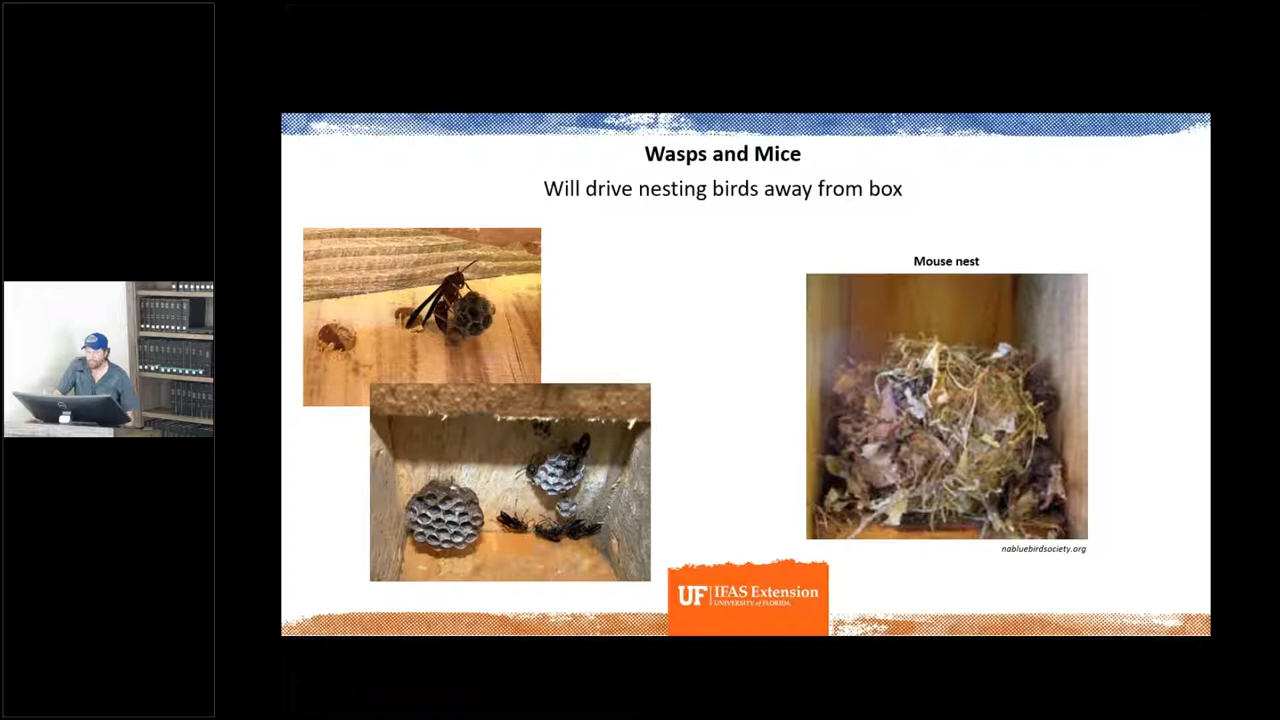 Wasps and Mice
Will drive nesting birds away from box
Mouse nest
nabluebirdsociety.org
UF IFAS Extension
UNIVERSITY of FLORIDA